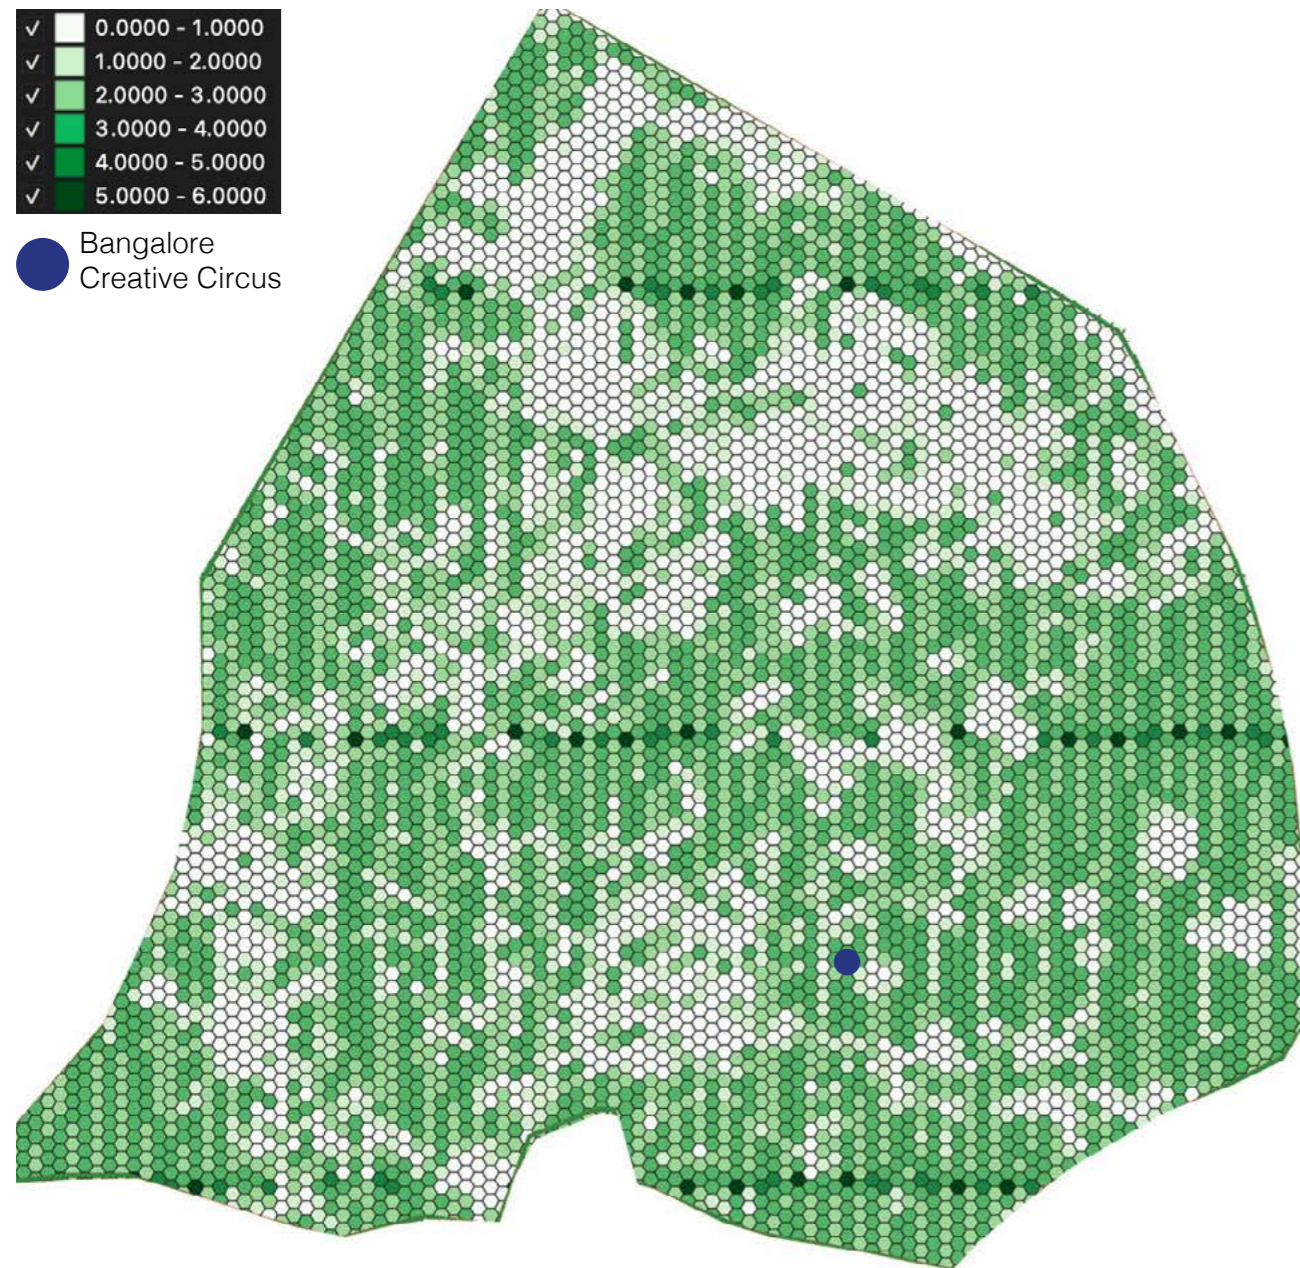 ✓ 0.0000 - 1.0000
✓ 1.0000 - 2.0000
✓ 2.0000 - 3.0000
✓ 3.0000 - 4.0000
✓ 4.0000 - 5.0000
✓ 5.0000 - 6.0000
Bangalore
Creative Circus